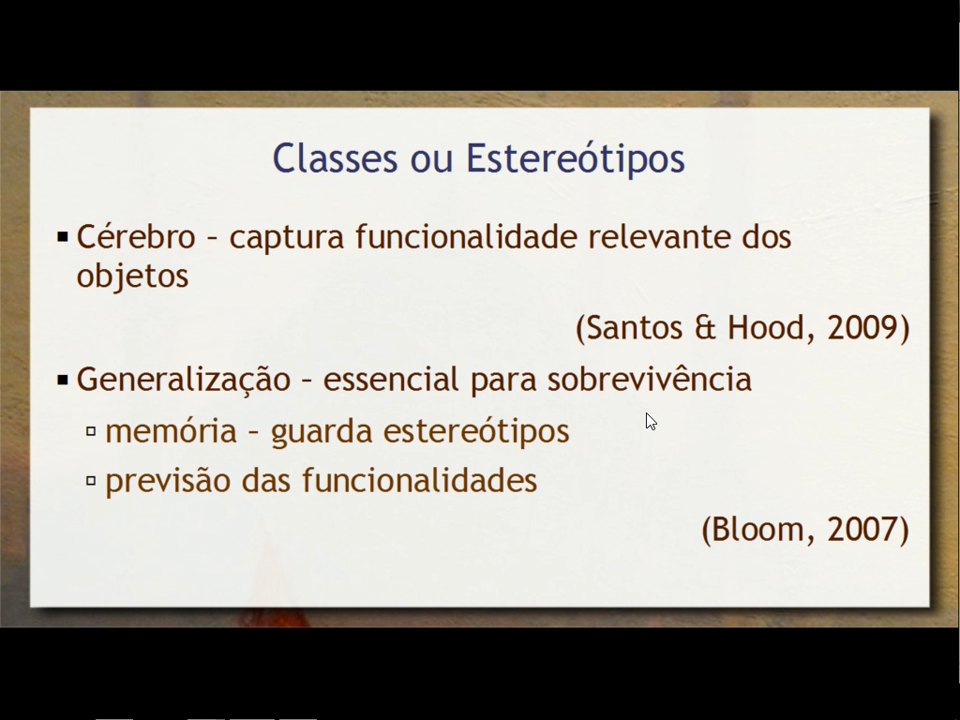 Classes ou Estereótipos
▪ Cérebro – captura funcionalidade relevante dos
objetos
(Santos & Hood, 2009)
▪ Generalização – essencial para sobrevivência
▫ memória – guarda estereótipos
▫ previsão das funcionalidades
(Bloom, 2007)